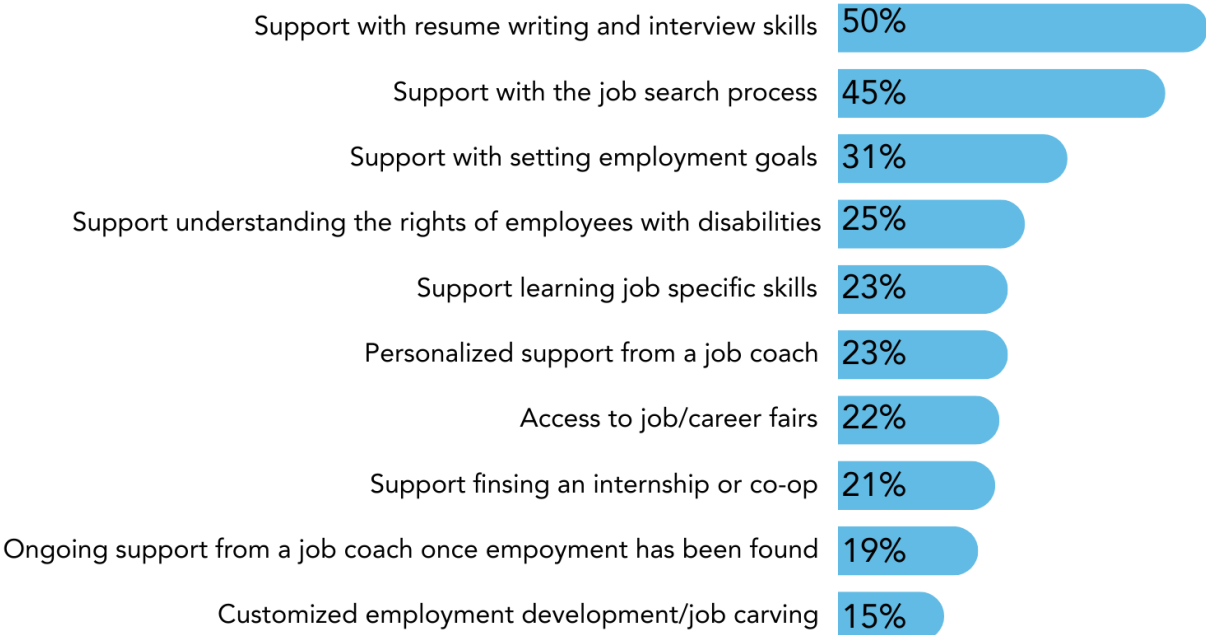 Support with resume writing and interview skills 50%
Support with the job search process 45%
Support with setting employment goals 31%
Support understanding the rights of employees with disabilities 25%
Support learning job specific skills 23%
Personalized support from a job coach 23%
Access to job/career fairs 22%
Support finsing an internship or co-op 21%
Ongoing support from a job coach once empoyment has been found 19%
Customized employment development/job carving 15%